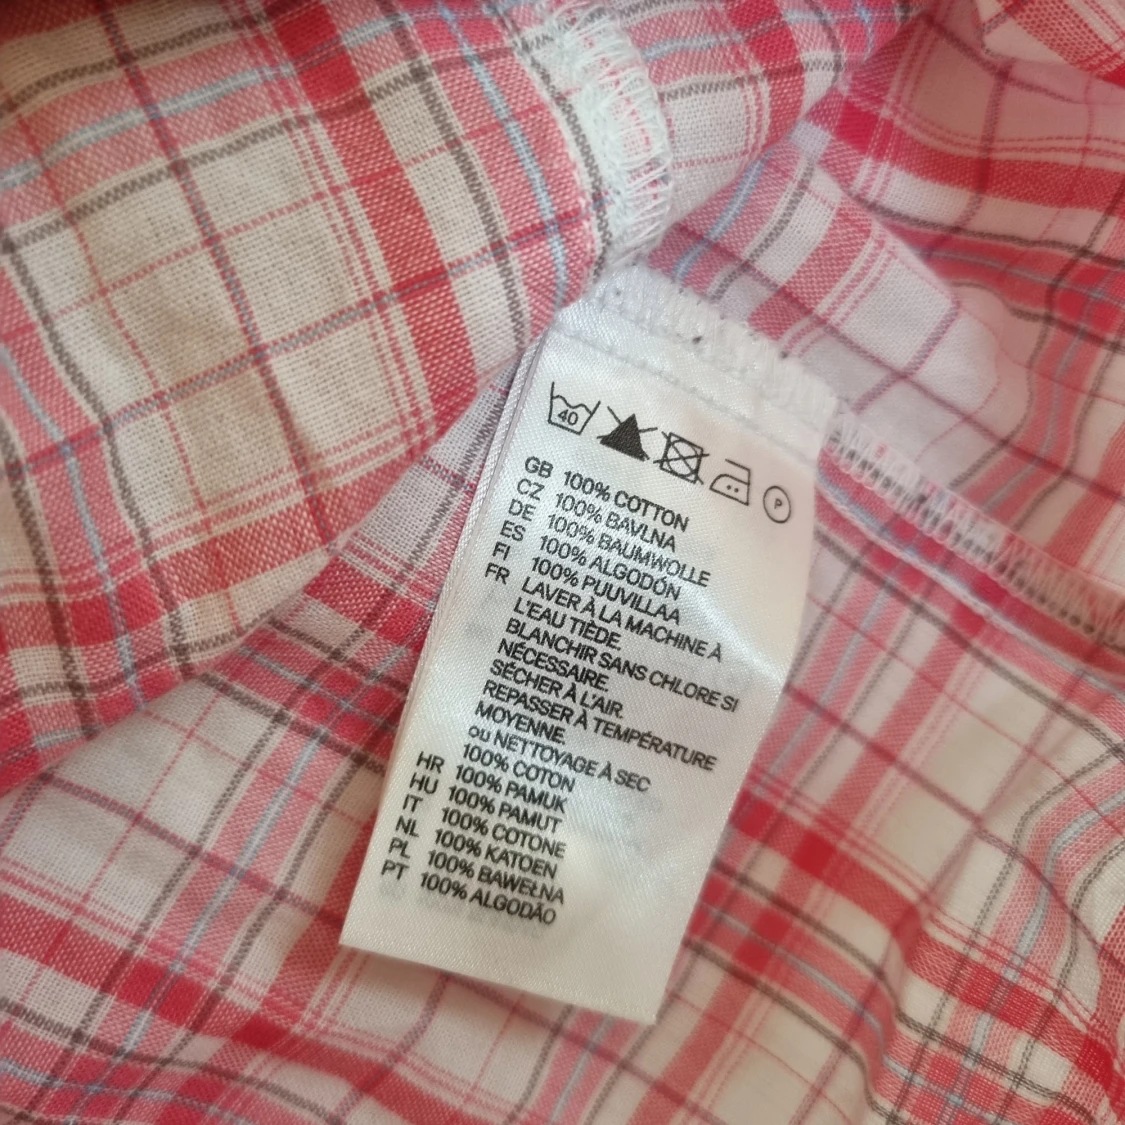 40 P
GB 100% COTTON
CZ 100% BAVLNA
DE 100% BAUMWOLLE
ES 100% ALGODÓN
FI 100% PUUVILLAA
FR LAVER À LA MACHINE À
L'EAU TIÈDE.
BLANCHIR SANS CHLORE SI
NÉCESSAIRE.
SÉCHER À L'AIR.
REPASSER À TEMPÉRATURE
MOYENNE.
ou NETTOYAGE À SEC
100% COTON
HR 100% PAMUK
HU 100% PAMUT
IT 100% COTONE
NL 100% KATOEN
PL 100% BAWEŁNA
PT 100% ALGODÃO